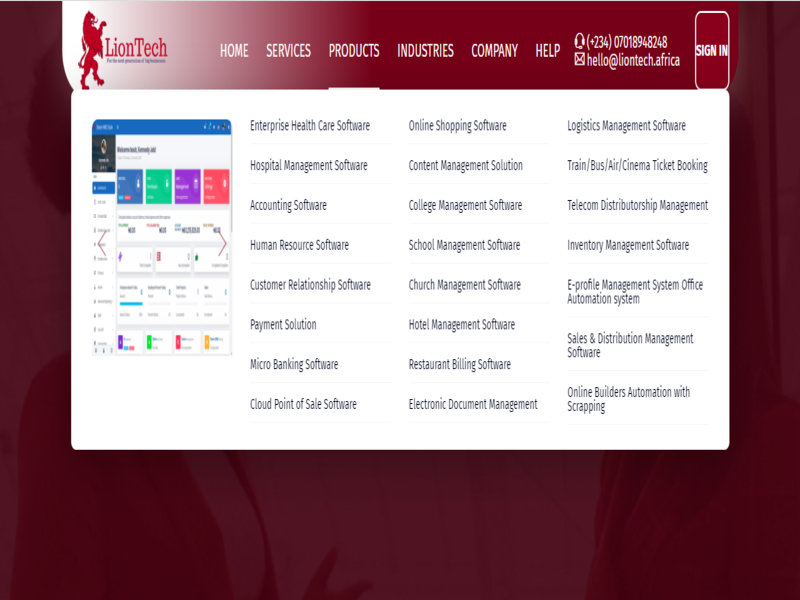 LionTech
For the next generation of big businesses
HOME
SERVICES
PRODUCTS
INDUSTRIES
COMPANY
HELP
(+234) 07018948248
hello@liontech.africa
SIGN IN
Enterprise Health Care Software
Hospital Management Software
Accounting Software
Human Resource Software
Customer Relationship Software
Payment Solution
Micro Banking Software
Cloud Point of Sale Software
Online Shopping Software
Content Management Solution
College Management Software
School Management Software
Church Management Software
Hotel Management Software
Restaurant Billing Software
Electronic Document Management
Logistics Management Software
Train/Bus/Air/Cinema Ticket Booking
Telecom Distributorship Management
Inventory Management Software
E-profile Management System Office
Automation system
Sales & Distribution Management
Software
Online Builders Automation with
Scrapping